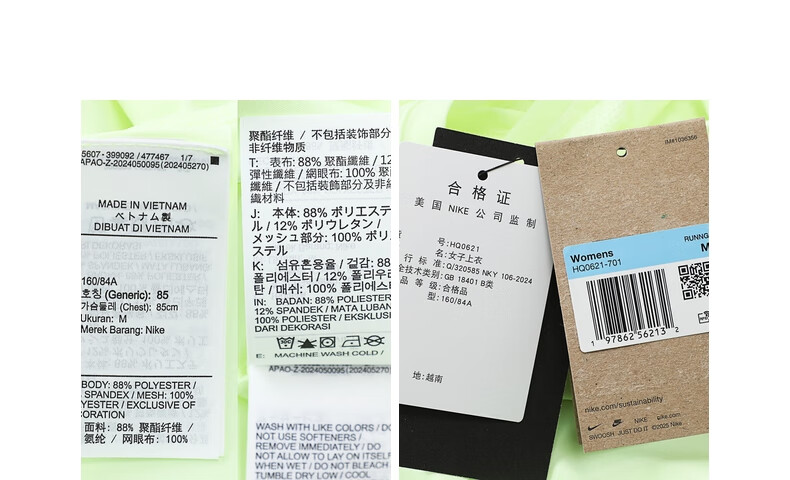 5607-399092 / 477467 1/7
APAO-Z-2024050095(202405270)
MADE IN VIETNAM
ベトナム製
DIBUAT DI VIETNAM
160/84A
호칭 (Generic): 85
가슴둘레 (Chest): 85cm
Ukuran: M
Merek Barang: Nike
BODY: 88% POLYESTER /
SPANDEX / MESH: 100%
YESTER / EXCLUSIVE OF
CORATION
面料: 88% 聚酯纤维 /
氨纶 / 网眼布: 100%
聚酯纤维 / 不包括装饰部分
非纤维物质
T: 表布: 88% 聚酯纖維 / 12
彈性纖維 / 網眼布: 100% 聚
纖維 / 不包括裝飾部分及非
織材料
J: 本体: 88% ポリエステ
ル / 12% ポリウレタン /
メッシュ部分: 100% ポリ
ステル
K: 섬유혼용율 / 겉감: 88
폴리에스터 / 12% 폴리우
탄 / 매쉬: 100% 폴리에스
IN: BADAN: 88% POLIESTER
12% SPANDEX / MATA LUBAN
100% POLIESTER / EKSKLUSI
DARI DEKORASI
E: MACHINE WASH COLD /
APAO-Z-2024050095(202405270
WASH WITH LIKE COLORS / DO
NOT USE SOFTENERS /
REMOVE IMMEDIATELY / DO
NOT ALLOW TO LAY ON ITSELF
WHEN WET / DO NOT BLEACH
TUMBLE DRY LOW / COOL
合格证
美国 NIKE 公司监制
号:HQ0621
名:女子上衣
行标准:Q/320585 NKY 106-2024
全技术类别:GB 18401 B类
品等级:合格品
型:160/84A
地:越南
IM#1036356
Womens
HQ0621-701
RUNNG
M
1 97862 56213 2
nike.com/sustainability
NIKE nike.com
SWOOSH JUST DO IT ©2025 Nike